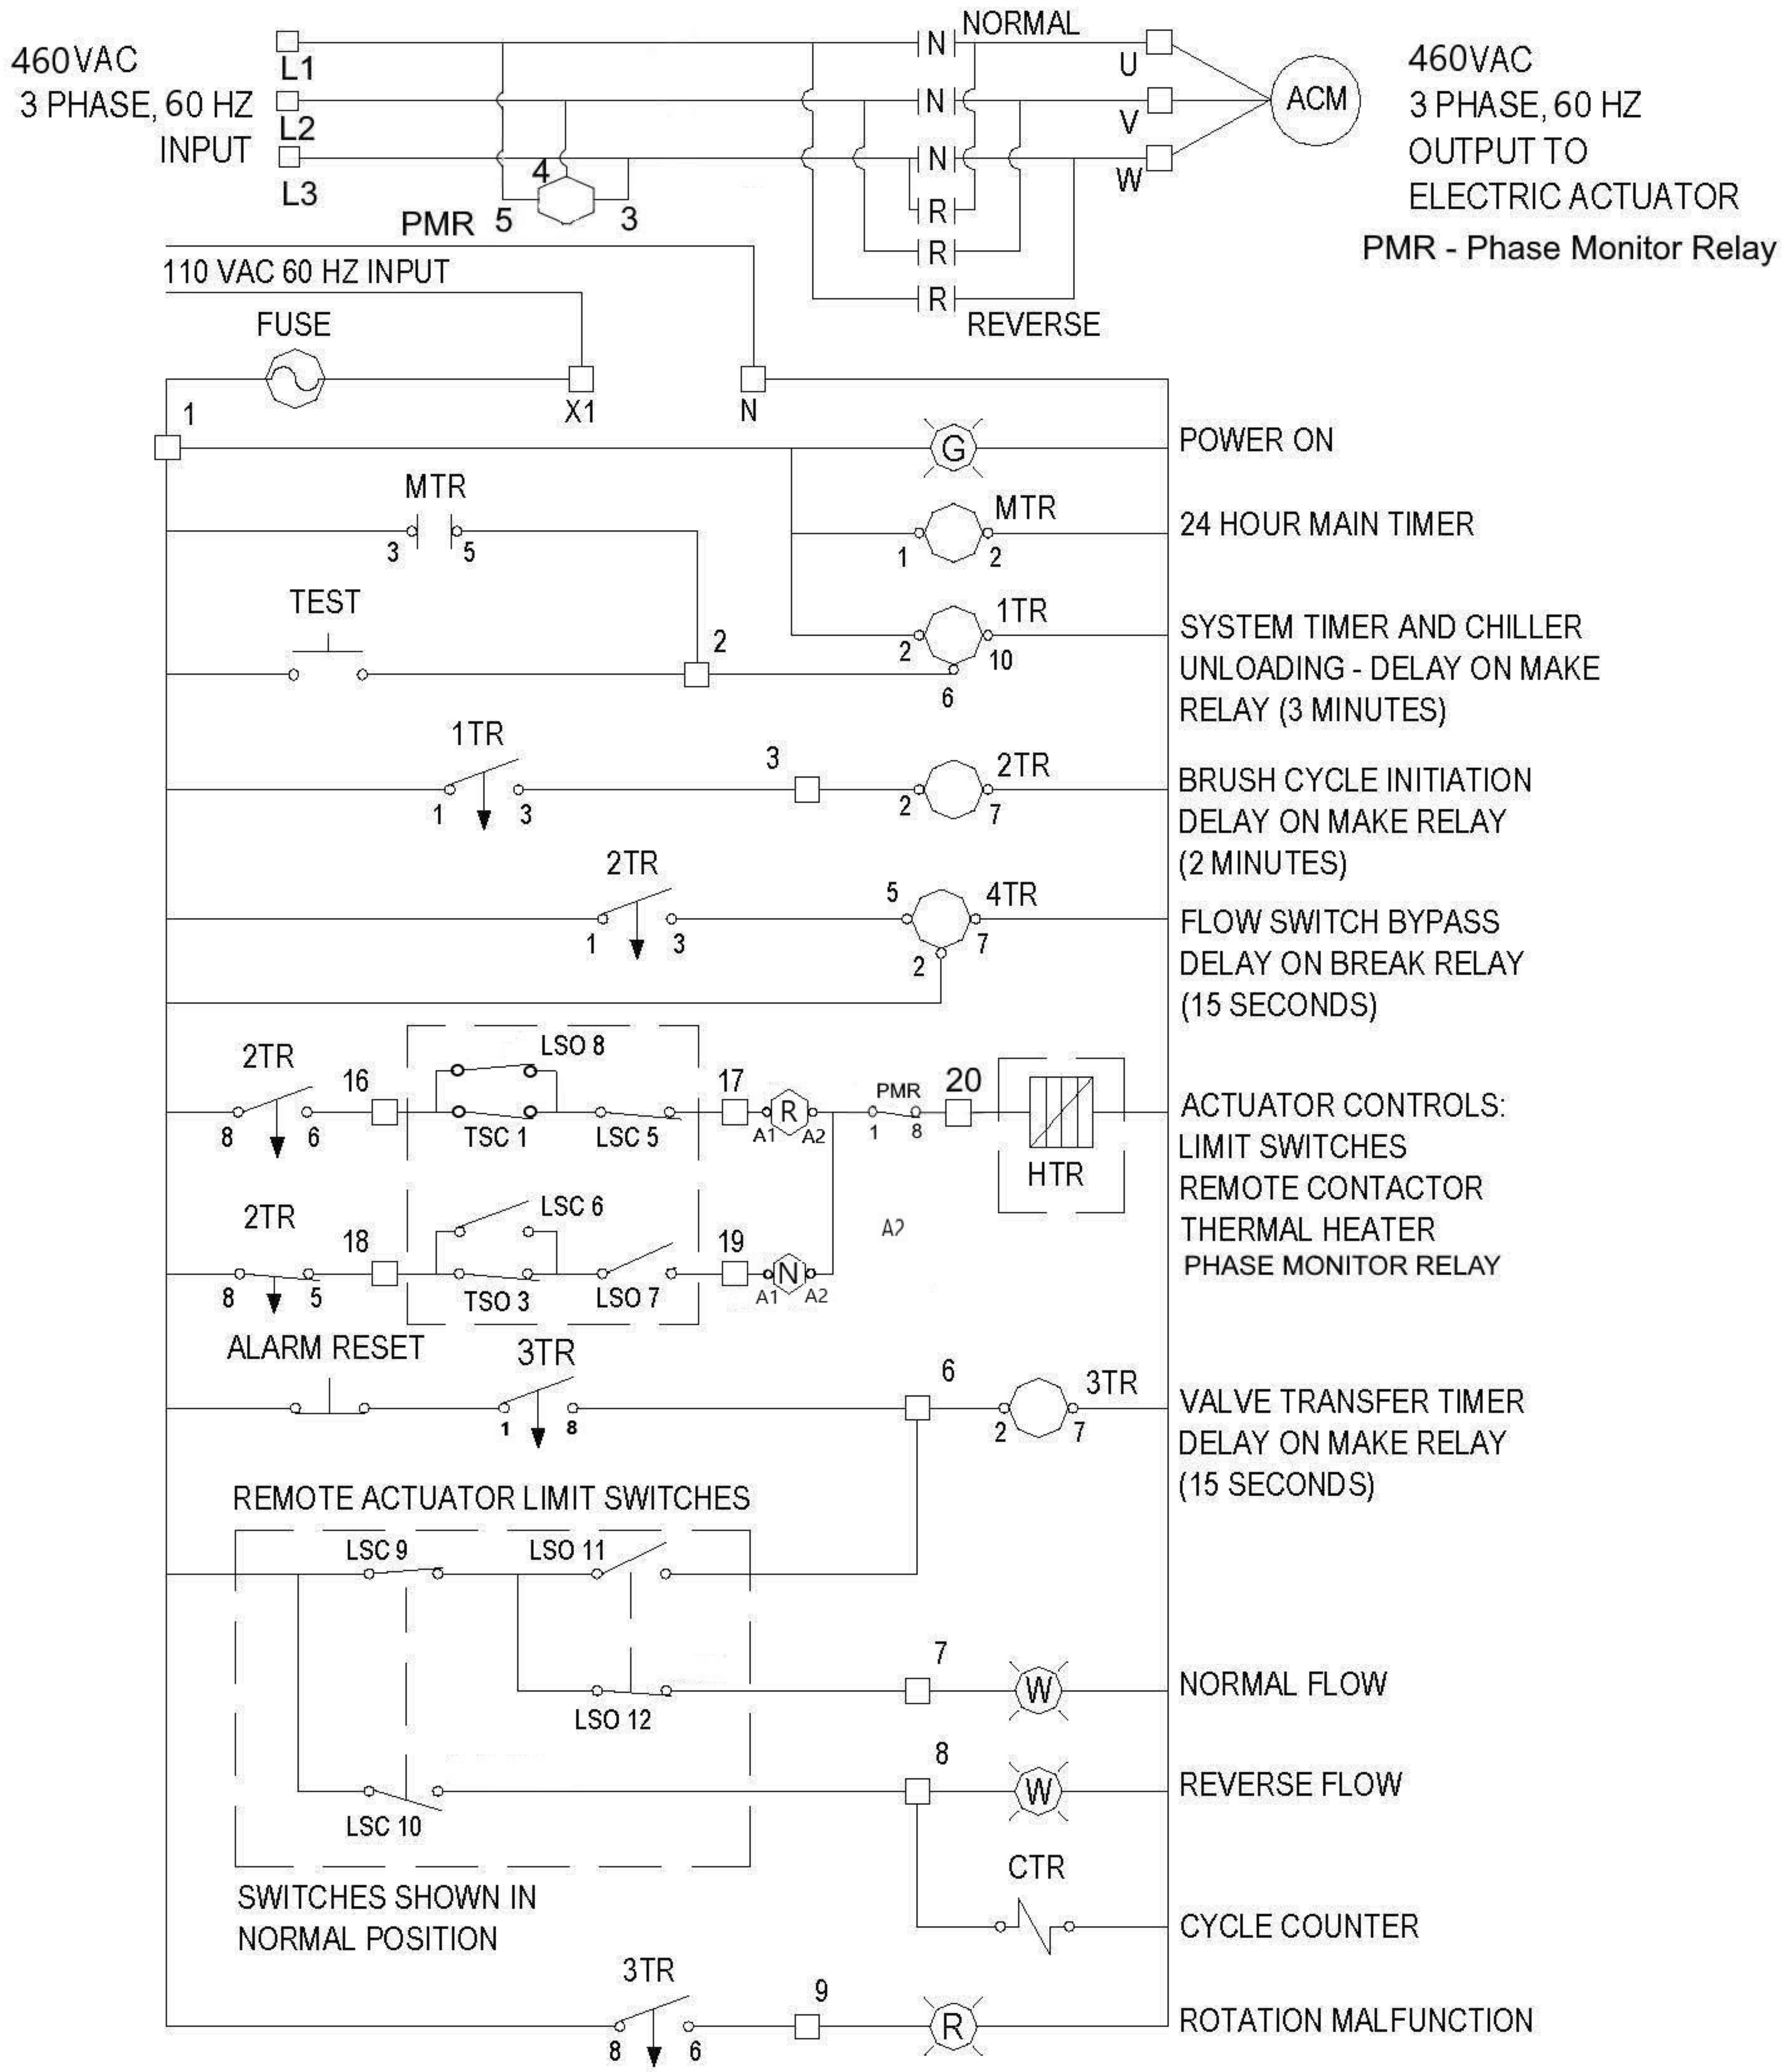 460VAC
3 PHASE, 60 HZ
INPUT
L1
L2
L3
NORMAL
N
N
N
R
R
R
REVERSE
U
V
W
ACM
460VAC
3 PHASE, 60 HZ
OUTPUT TO
ELECTRIC ACTUATOR
PMR - Phase Monitor Relay
4
PMR 5
3
110 VAC 60 HZ INPUT
FUSE
X1
N
1
G
POWER ON
MTR
3
5
MTR
1
2
24 HOUR MAIN TIMER
TEST
2
1TR
2
10
6
SYSTEM TIMER AND CHILLER
UNLOADING - DELAY ON MAKE
RELAY (3 MINUTES)
1TR
1
3
3
2TR
2
7
BRUSH CYCLE INITIATION
DELAY ON MAKE RELAY
(2 MINUTES)
2TR
1
3
5
4TR
7
2
FLOW SWITCH BYPASS
DELAY ON BREAK RELAY
(15 SECONDS)
2TR
8
6
16
LSO 8
TSC 1
LSC 5
17
R
A1
A2
PMR
1
8
20
HTR
ACTUATOR CONTROLS:
LIMIT SWITCHES
REMOTE CONTACTOR
THERMAL HEATER
PHASE MONITOR RELAY
2TR
8
5
18
LSC 6
TSO 3
LSO 7
19
N
A1
A2
A2
ALARM RESET
3TR
1
8
6
3TR
2
7
VALVE TRANSFER TIMER
DELAY ON MAKE RELAY
(15 SECONDS)
REMOTE ACTUATOR LIMIT SWITCHES
LSC 9
LSO 11
LSO 12
7
W
NORMAL FLOW
LSC 10
8
W
REVERSE FLOW
CTR
CYCLE COUNTER
SWITCHES SHOWN IN
NORMAL POSITION
3TR
8
6
9
R
ROTATION MALFUNCTION